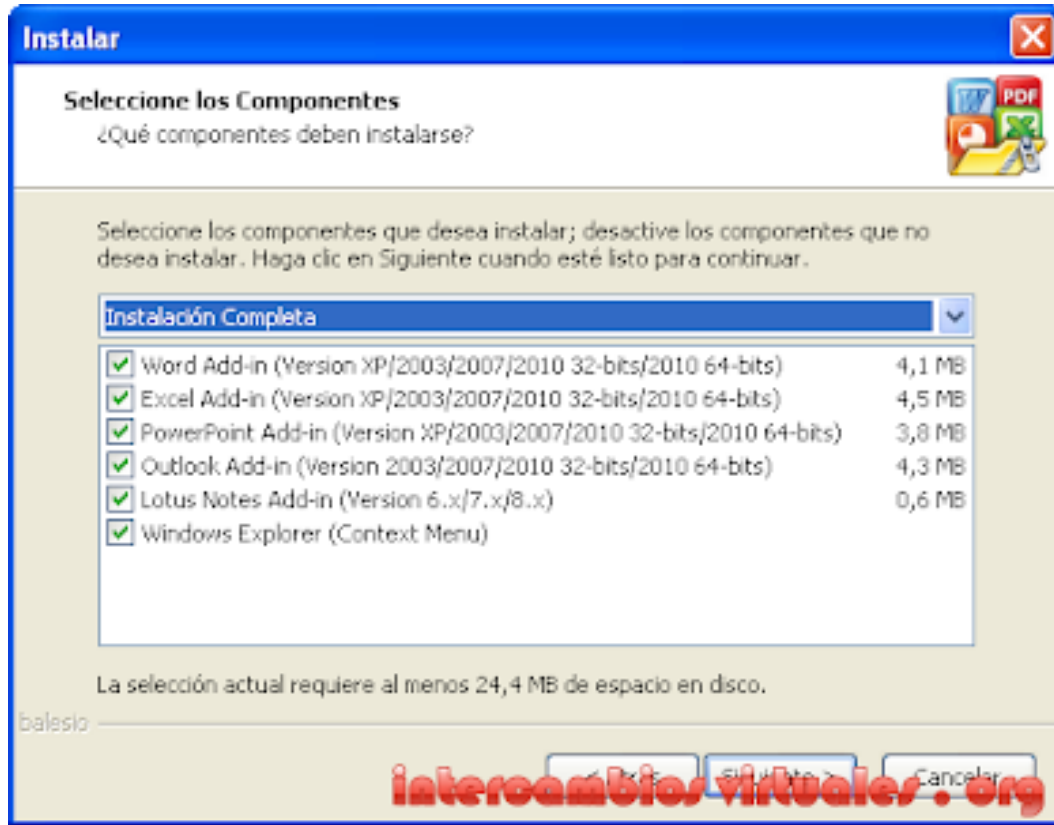 Instalar
Seleccione los Componentes
¿Qué componentes deben instalarse?
W
PDF
X
Seleccione los componentes que desea instalar; desactive los componentes que no
desea instalar. Haga clic en Siguiente cuando esté listo para continuar.
Instalación Completa
Word Add-in (Version XP/2003/2007/2010 32-bits/2010 64-bits) 4,1 MB
Excel Add-in (Version XP/2003/2007/2010 32-bits/2010 64-bits) 4,5 MB
PowerPoint Add-in (Version XP/2003/2007/2010 32-bits/2010 64-bits) 3,8 MB
Outlook Add-in (Version 2003/2007/2010 32-bits/2010 64-bits) 4,3 MB
Lotus Notes Add-in (Version 6.x/7.x/8.x) 0,6 MB
Windows Explorer (Context Menu)
La selección actual requiere al menos 24,4 MB de espacio en disco.
balesio
Cancelar
intercambios virtuales . org